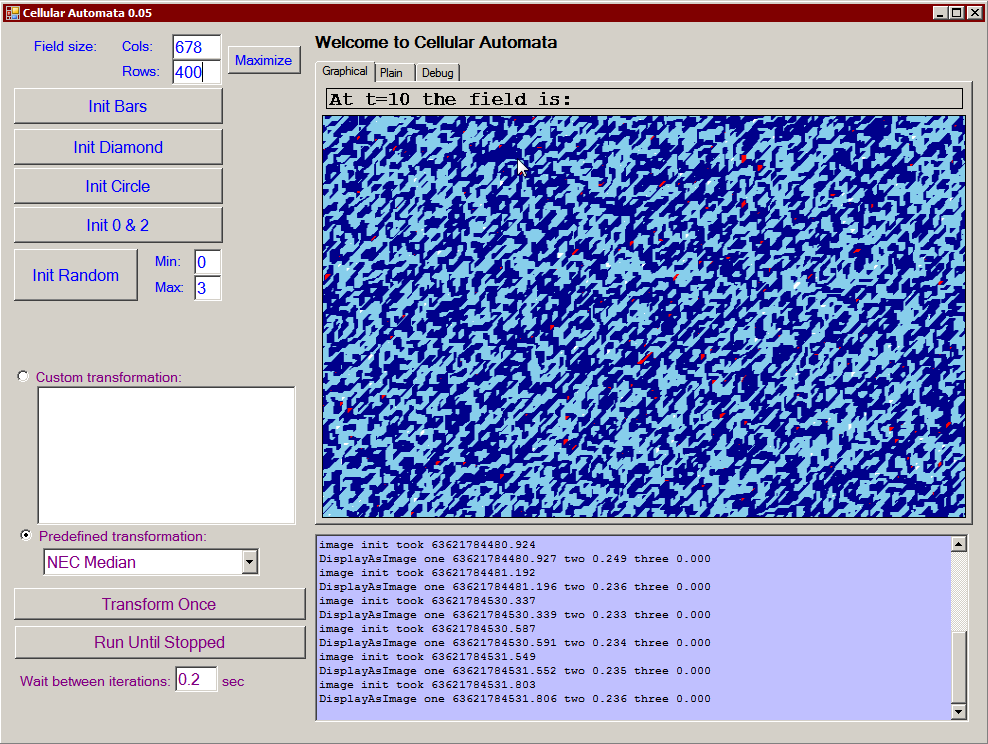 Cellular Automata 0.05
Field size: Cols: 678
Rows: 400
Maximize
Init Bars
Init Diamond
Init Circle
Init 0 & 2
Init Random
Min: 0
Max: 3
Custom transformation:
Predefined transformation:
NEC Median
Transform Once
Run Until Stopped
Wait between iterations: 0.2 sec
Welcome to Cellular Automata
Graphical Plain Debug
At t=10 the field is:
image init took 63621784480.924
DisplayAsImage one 63621784480.927 two 0.249 three 0.000
image init took 63621784481.192
DisplayAsImage one 63621784481.196 two 0.236 three 0.000
image init took 63621784530.337
DisplayAsImage one 63621784530.339 two 0.233 three 0.000
image init took 63621784530.587
DisplayAsImage one 63621784530.591 two 0.234 three 0.000
image init took 63621784531.549
DisplayAsImage one 63621784531.552 two 0.235 three 0.000
image init took 63621784531.803
DisplayAsImage one 63621784531.806 two 0.236 three 0.000